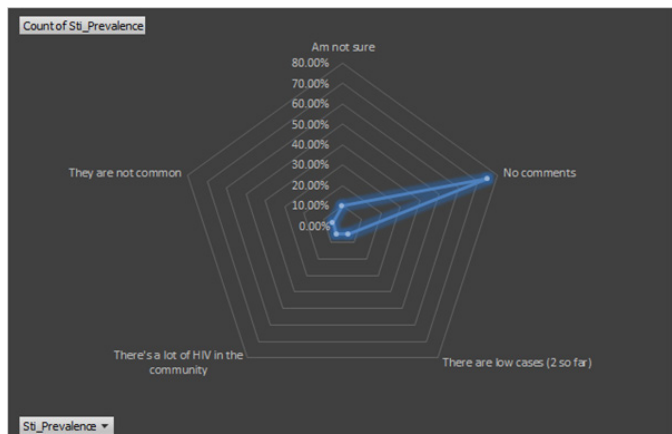 Count of Sti_Prevalence
Am not sure
80.00%
70.00%
60.00%
50.00%
40.00%
30.00%
20.00%
10.00%
0.00%
They are not common
No comments
There's a lot of HIV in the
community
There are low cases (2 so far)
Sti_Prevalence